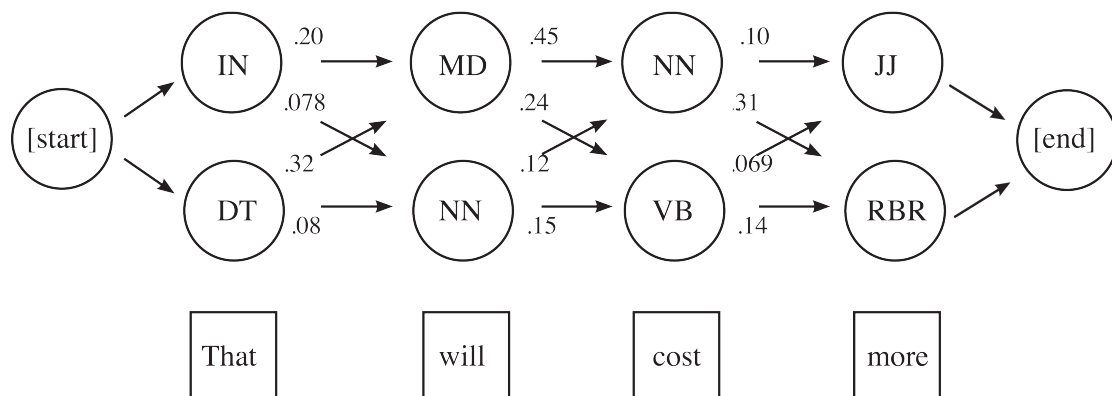 .20 .45 .10
IN MD NN JJ
.078 .24 .31
[start] [end]
.32 .12 .069
DT NN VB RBR
.08 .15 .14
That will cost more